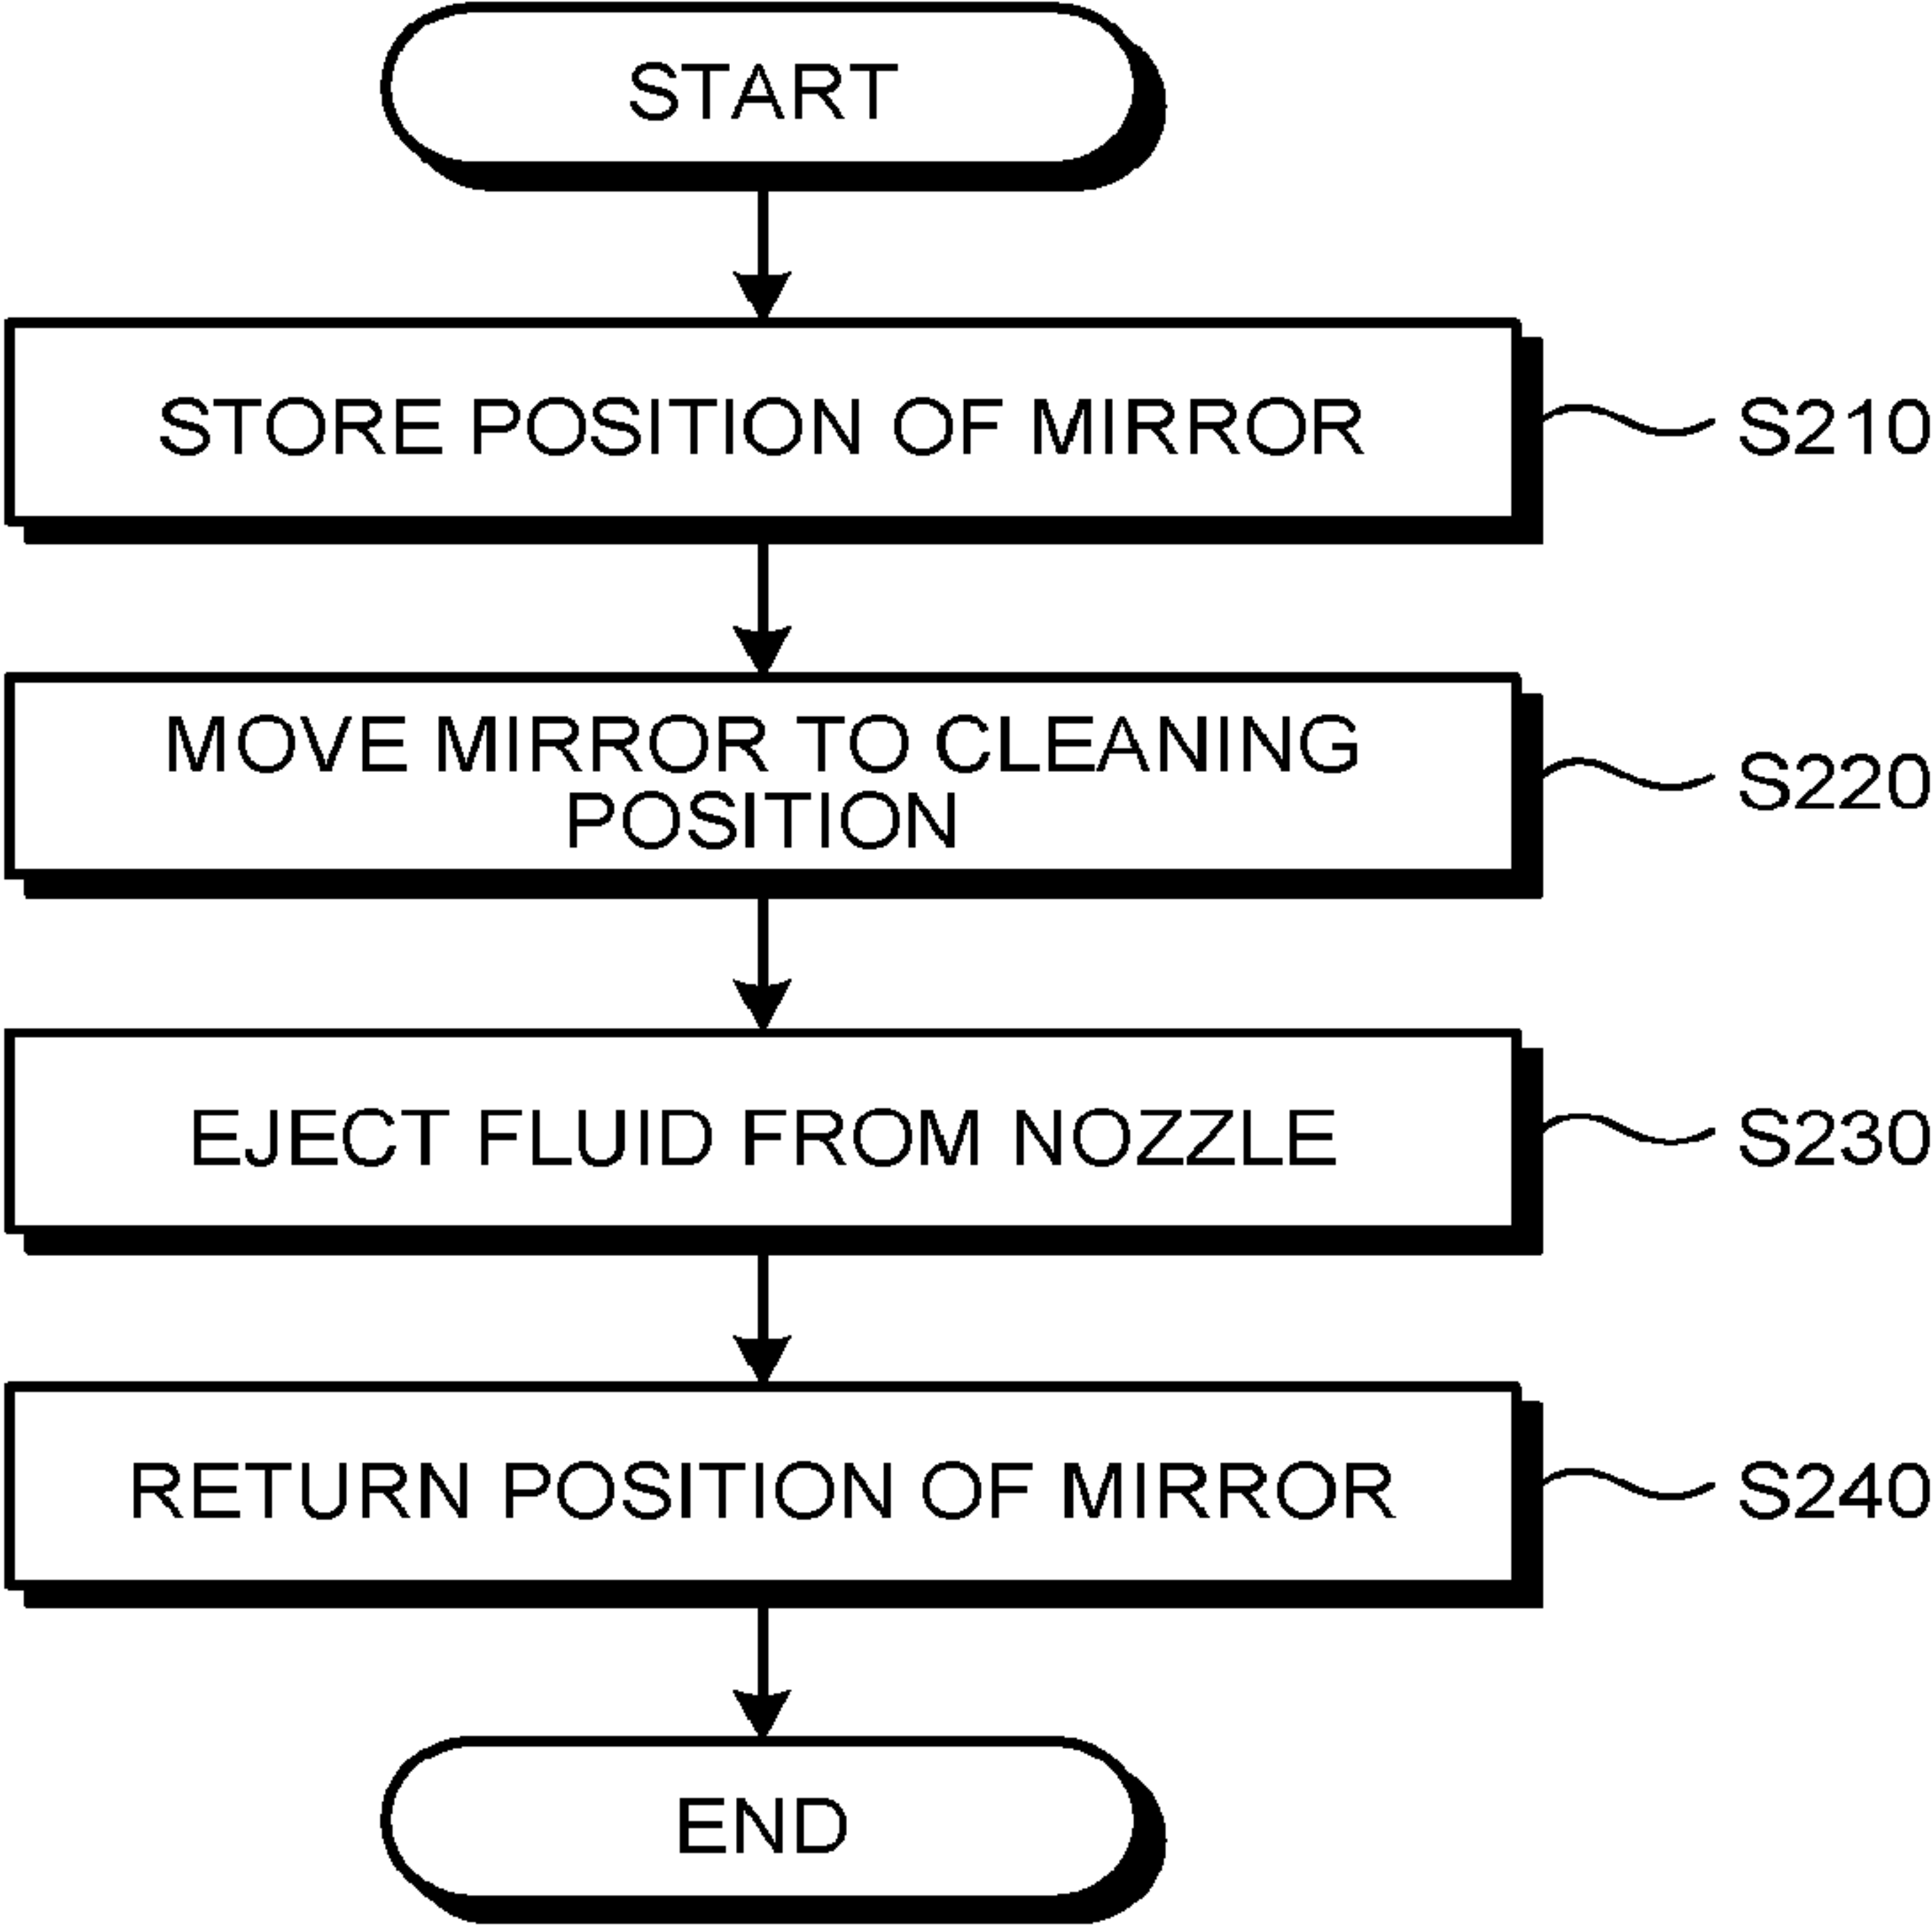 START
STORE POSITION OF MIRROR
S210
MOVE MIRROR TO CLEANING
POSITION
S220
EJECT FLUID FROM NOZZLE
S230
RETURN POSITION OF MIRROR
S240
END